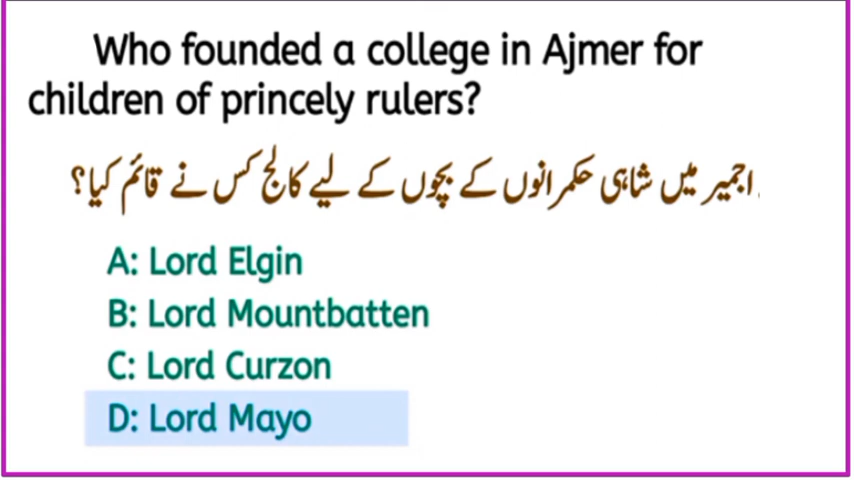 Who founded a college in Ajmer for
children of princely rulers?
اجمیر میں شاہی حکمرانوں کے بچوں کے لیے کالج کس نے قائم کیا؟
A: Lord Elgin
B: Lord Mountbatten
C: Lord Curzon
D: Lord Mayo